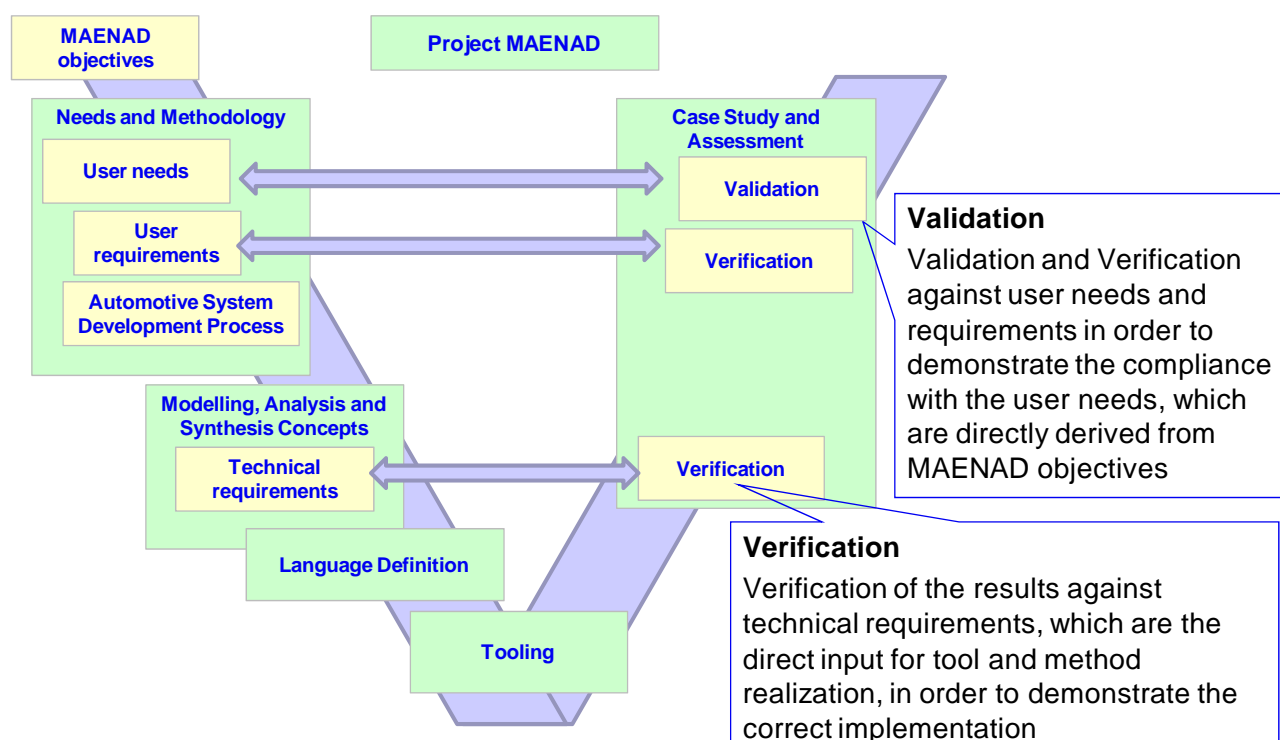 MAENAD
objectives
Project MAENAD
Needs and Methodology
User needs
User
requirements
Automotive System
Development Process
Case Study and
Assessment
Validation
Verification
Validation
Validation and Verification
against user needs and
requirements in order to
demonstrate the compliance
with the user needs, which
are directly derived from
MAENAD objectives
Modelling, Analysis and
Synthesis Concepts
Technical
requirements
Verification
Language Definition
Tooling
Verification
Verification of the results against
technical requirements, which are the
direct input for tool and method
realization, in order to demonstrate the
correct implementation